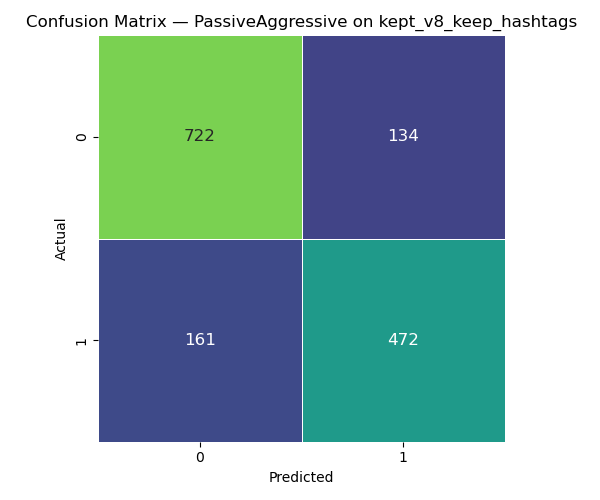 Confusion Matrix — PassiveAggressive on kept_v8_keep_hashtags
0
722
134
Actual
1
161
472
0
1
Predicted